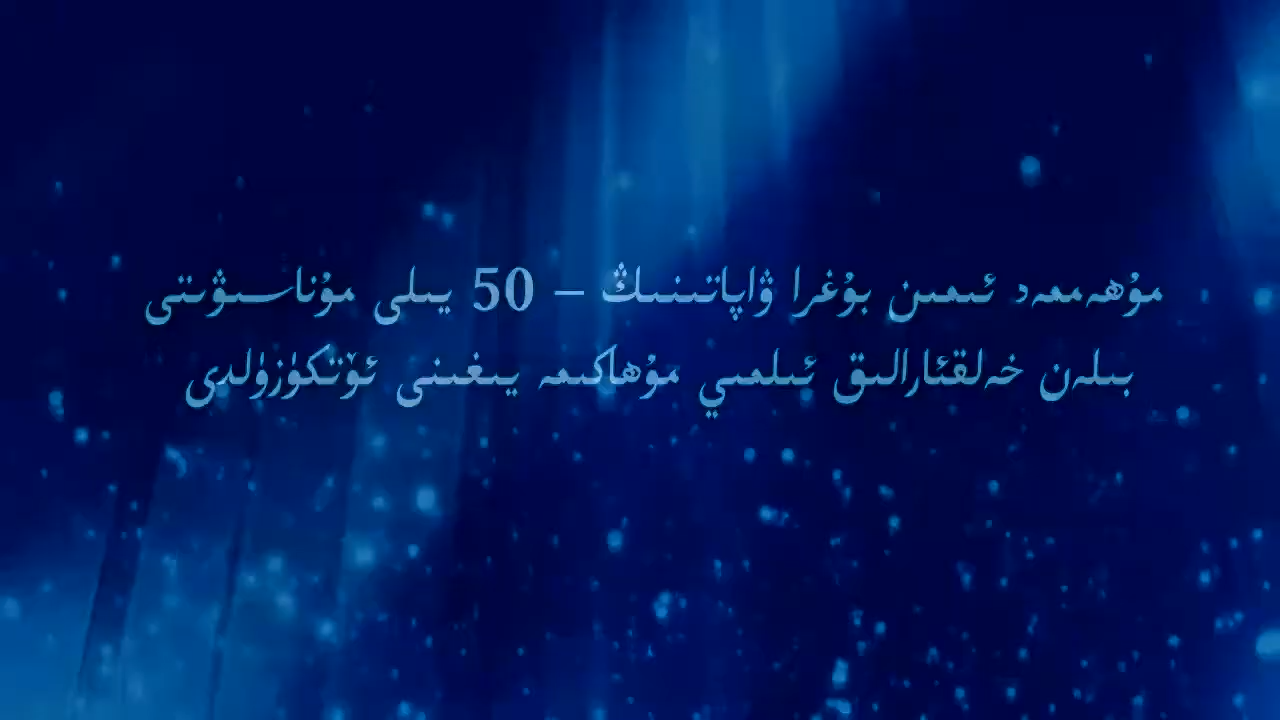 مۇھەممەد ئىمىن بۇغرا ۋاپاتىنىڭ – 50 يىلى مۇناسىۋىتى
بىلەن خەلقئارالىق ئىلمىي مۇھاكىمە يىغىنى ئۆتكۈزۈلدى